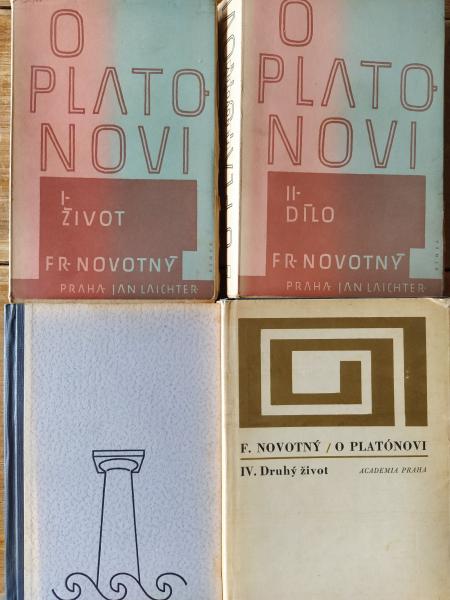 O
PLATO-
NOVI
I-
ŽIVOT
FR-NOVOTNÝ
PRAHA-JAN LAICHTER
O
PLATO-
NOVI
II-
DÍLO
FR-NOVOTNÝ
PRAHA-JAN LAICHTER
F. NOVOTNÝ / O PLATÓNOVI
IV. Druhý život
ACADEMIA PRAHA